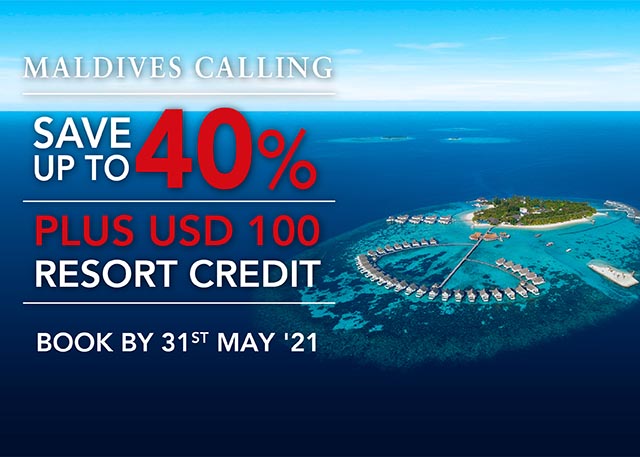 MALDIVES CALLING
SAVE
UP TO 40%
PLUS USD 100
RESORT CREDIT
BOOK BY 31ST MAY '21